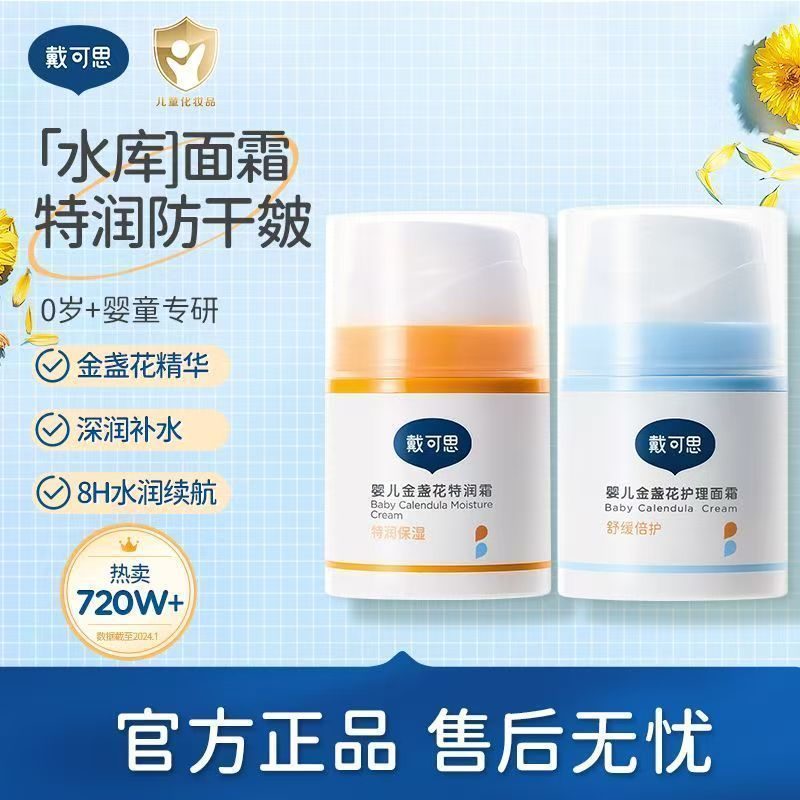 戴可思
儿童化妆品
「水库]面霜
特润防干皴
0岁+婴童专研
金盏花精华
深润补水
8H水润续航
热卖
720W+
数据截至2024.1
戴可思
婴儿金盏花特润霜
Baby Calendula Moisture
Cream
特润保湿
戴可思
婴儿金盏花护理面霜
Baby Calendula Cream
舒缓倍护
官方正品 售后无忧